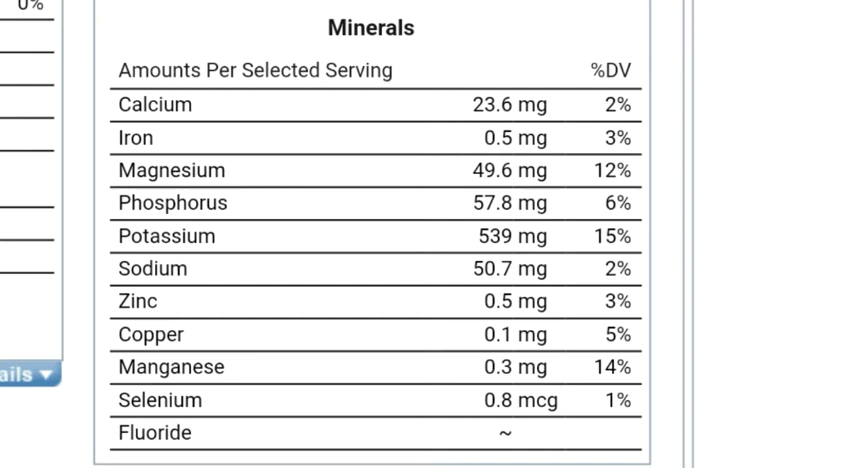 0%
Minerals
Amounts Per Selected Serving %DV
Calcium 23.6 mg 2%
Iron 0.5 mg 3%
Magnesium 49.6 mg 12%
Phosphorus 57.8 mg 6%
Potassium 539 mg 15%
Sodium 50.7 mg 2%
Zinc 0.5 mg 3%
Copper 0.1 mg 5%
Manganese 0.3 mg 14%
ails ▼
Selenium 0.8 mcg 1%
Fluoride ~